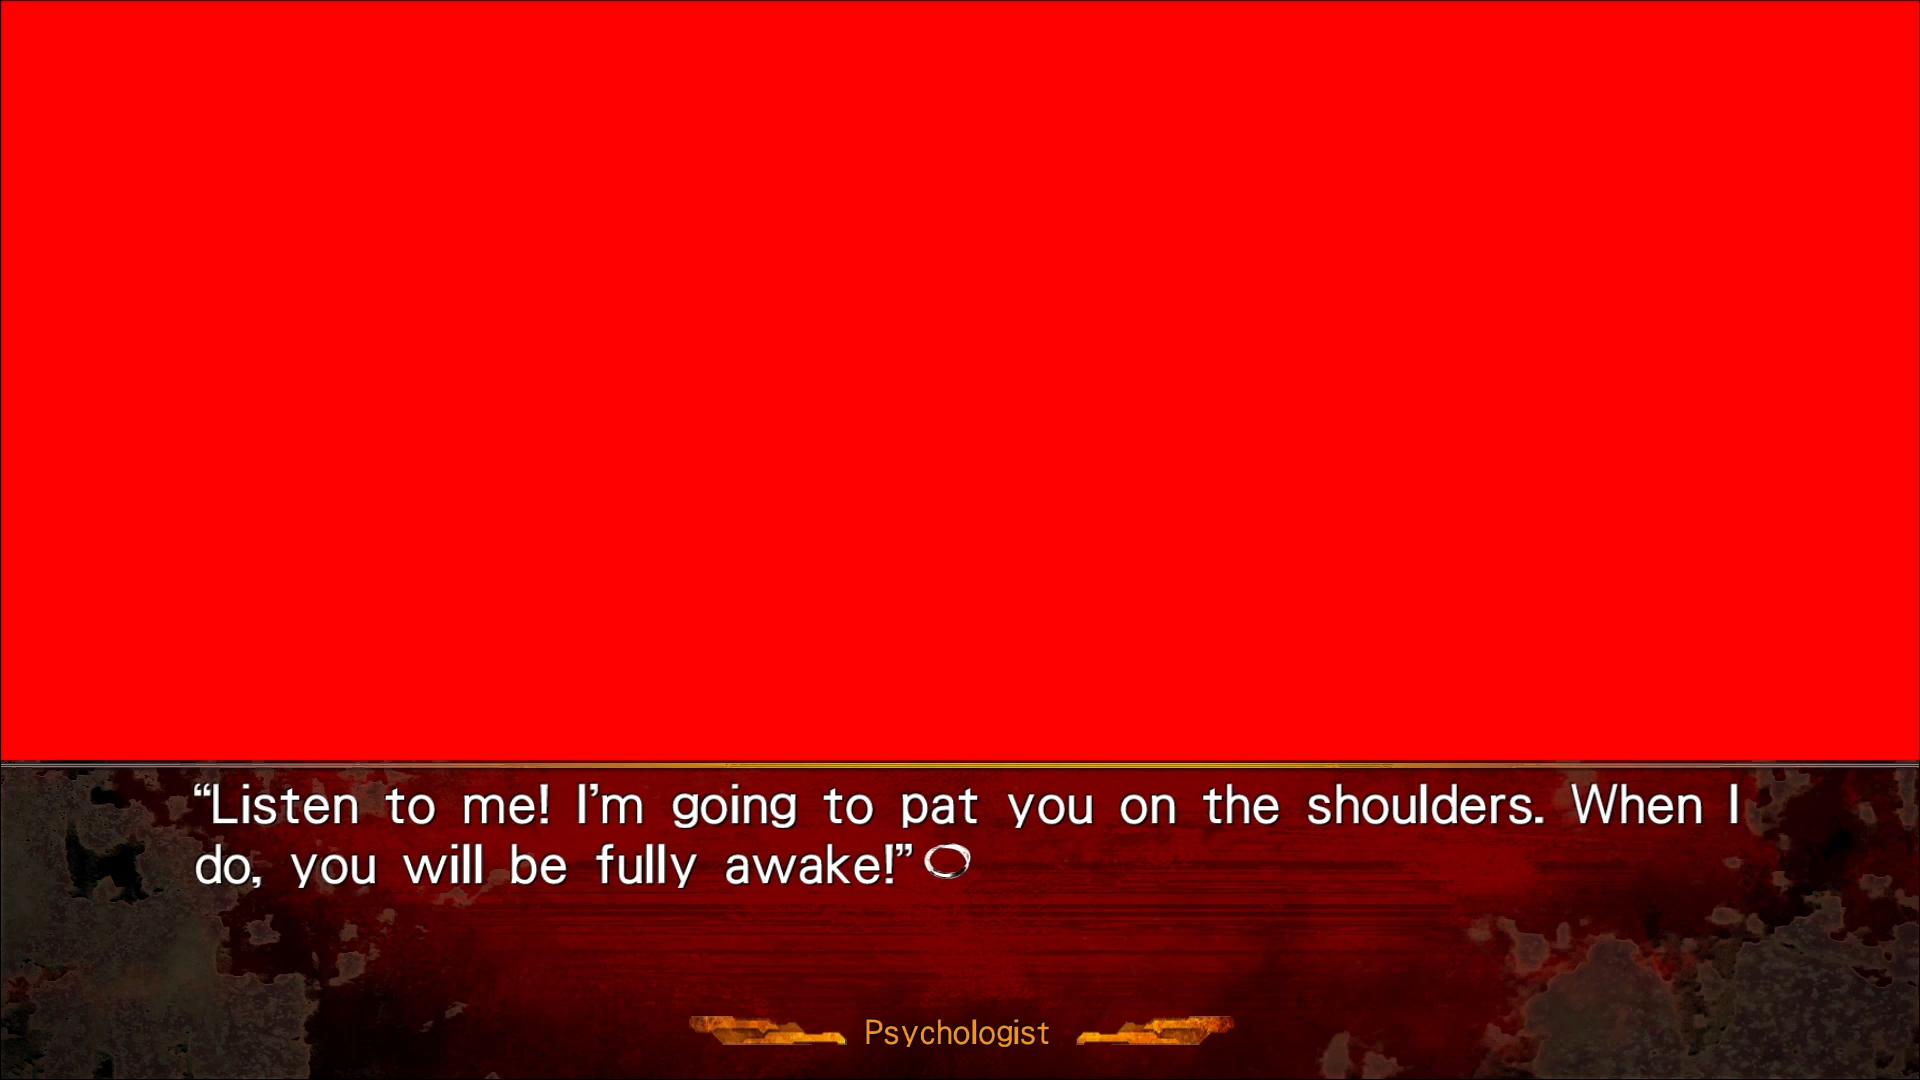 “Listen to me! I’m going to pat you on the shoulders. When I
do, you will be fully awake!”
Psychologist